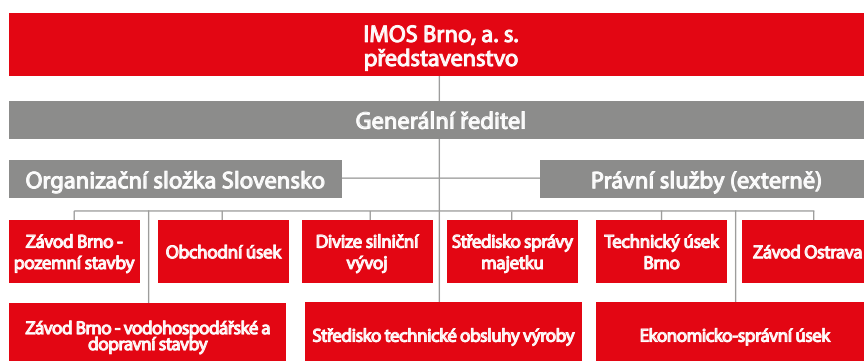 IMOS Brno, a. s.
představenstvo
Generální ředitel
Organizační složka Slovensko
Právní služby (externě)
Závod Brno -
pozemní stavby
Obchodní úsek
Divize silniční
vývoj
Středisko správy
majetku
Technický úsek
Brno
Závod Ostrava
Závod Brno - vodohospodářské a
dopravní stavby
Středisko technické obsluhy výroby
Ekonomicko-správní úsek